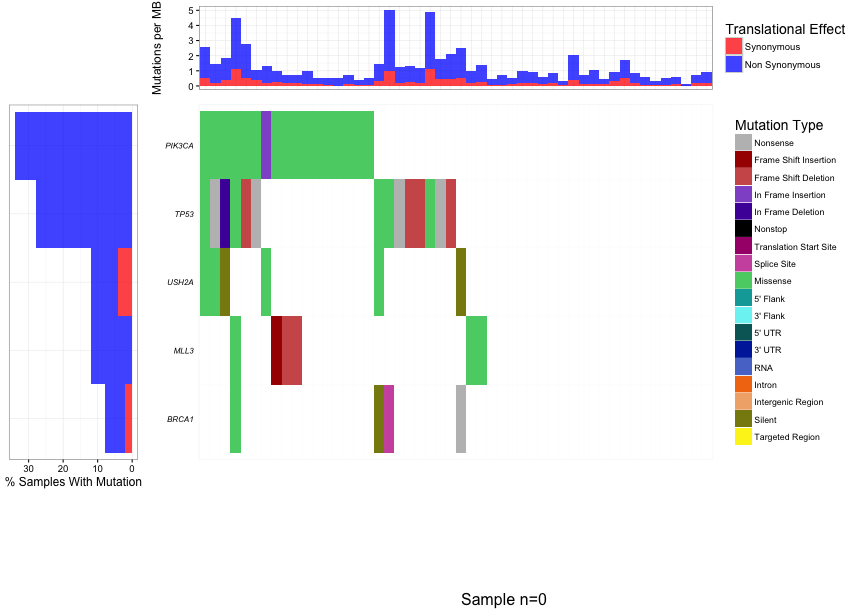 Mutations per MB
5
4
3
2
1
0
Translational Effect
Synonymous
Non Synonymous
PIK3CA
TP53
USH2A
MLL3
BRCA1
30 20 10 0
% Samples With Mutation
Mutation Type
Nonsense
Frame Shift Insertion
Frame Shift Deletion
In Frame Insertion
In Frame Deletion
Nonstop
Translation Start Site
Splice Site
Missense
5' Flank
3' Flank
5' UTR
3' UTR
RNA
Intron
Intergenic Region
Silent
Targeted Region
Sample n=0